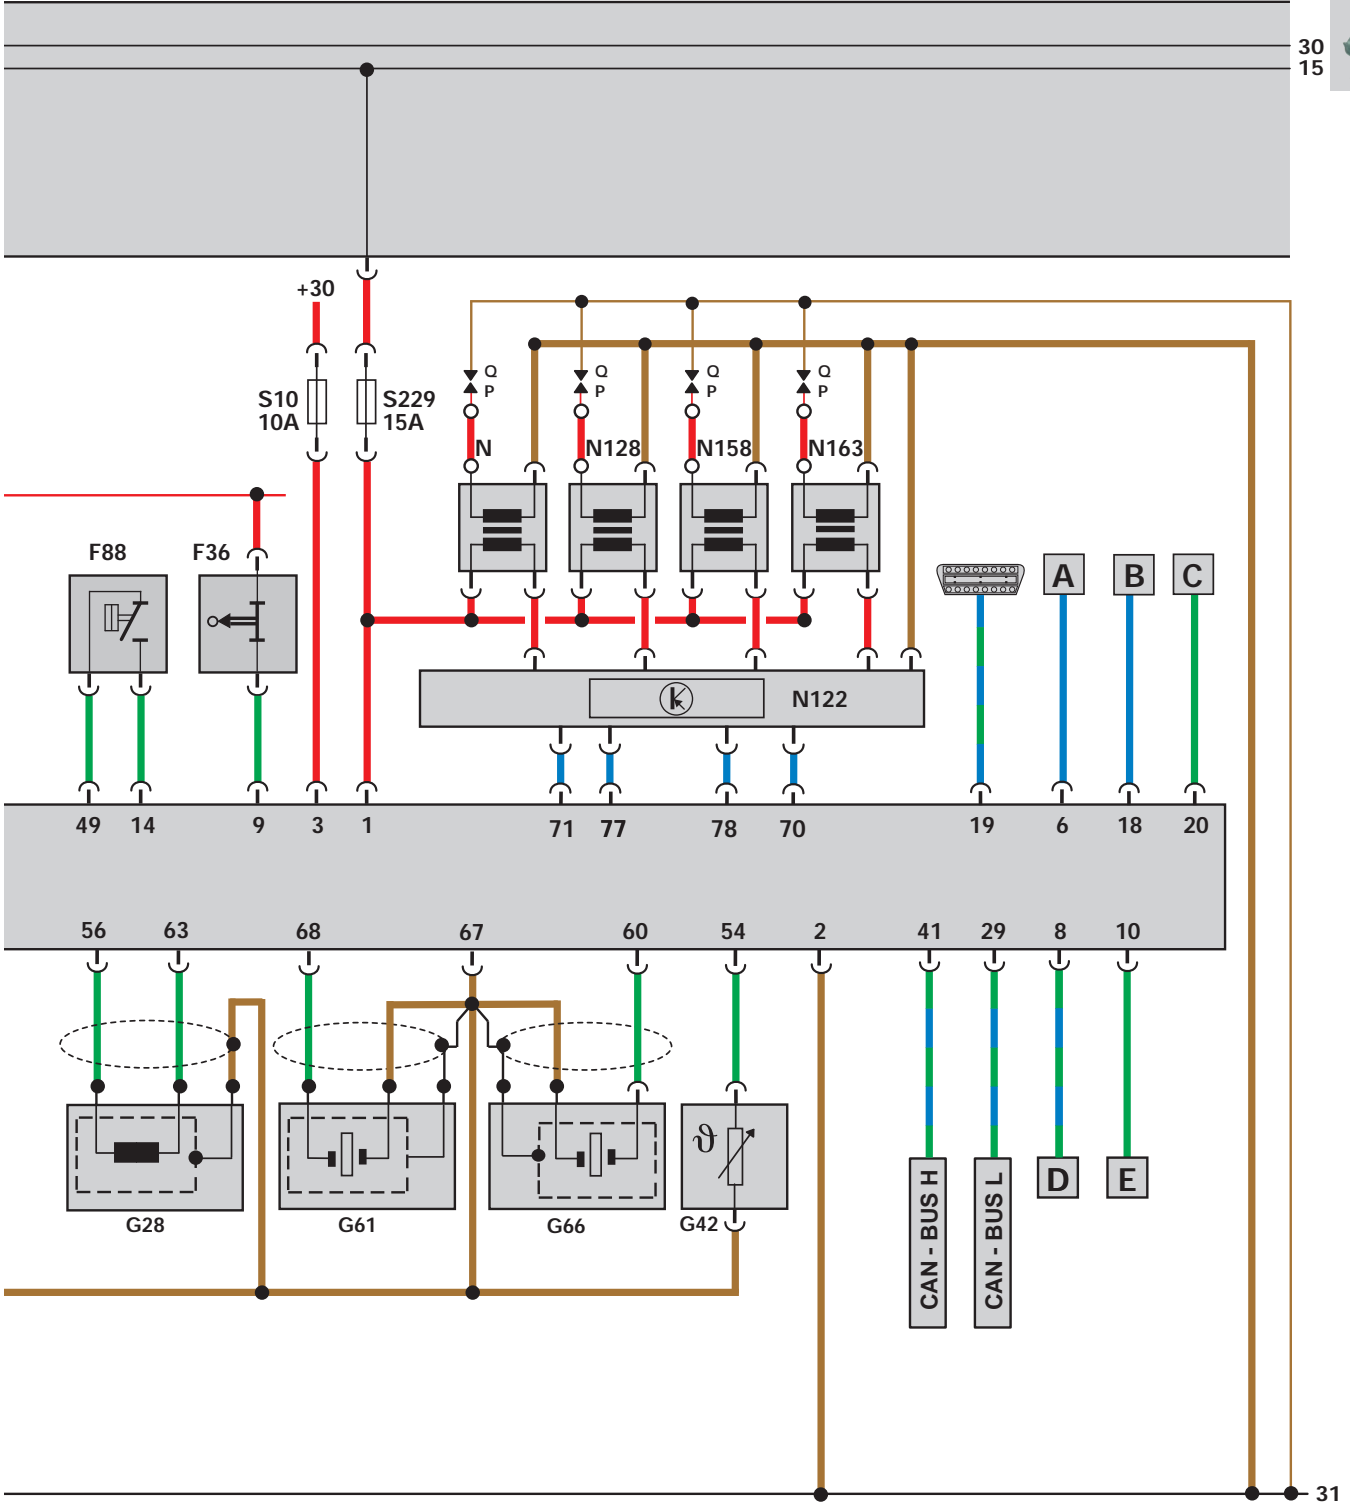 30
15
+30
S10
10A
S229
15A
Q
P
Q
P
Q
P
Q
P
N
N128
N158
N163
F88
F36
A
B
C
N122
49
14
9
3
1
71
77
78
70
19
6
18
20
56
63
68
67
60
54
2
41
29
8
10
ϑ
CAN - BUS H
CAN - BUS L
D
E
G28
G61
G66
G42
31